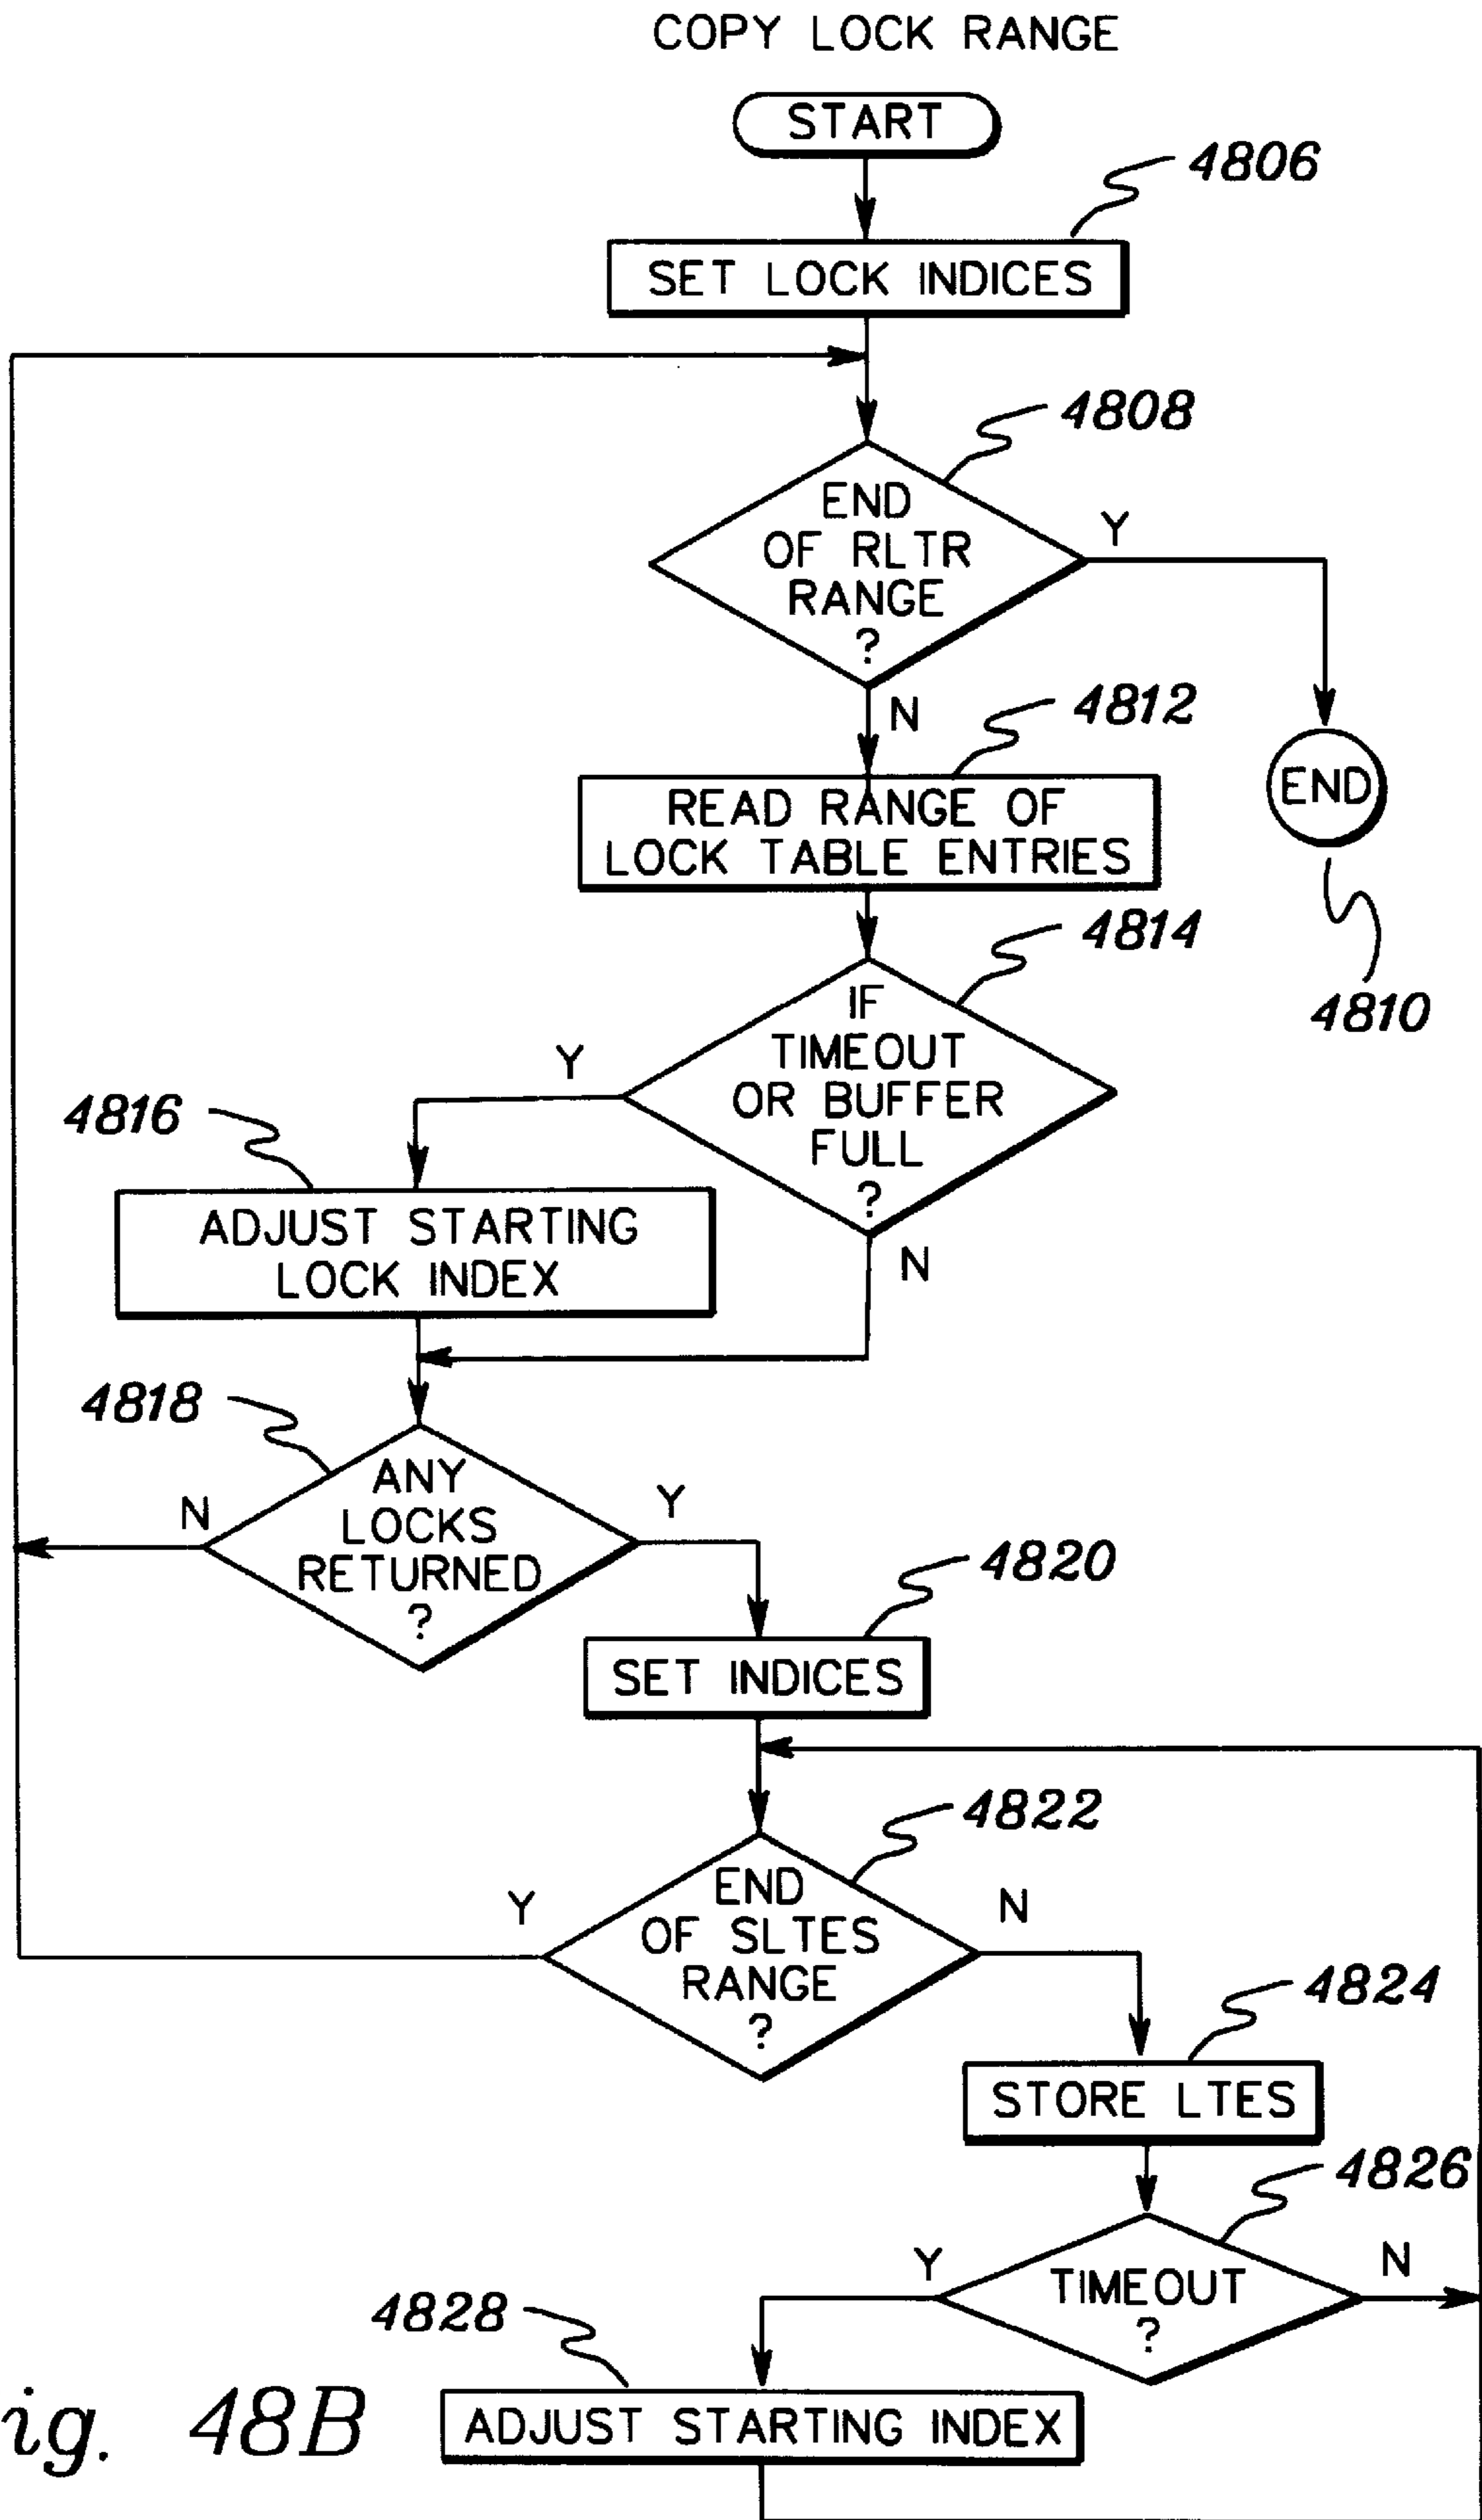 COPY LOCK RANGE
START
4806
SET LOCK INDICES
4808
END
OF RLTR
RANGE
?
Y
N
4812
END
4810
READ RANGE OF
LOCK TABLE ENTRIES
4814
IF
TIMEOUT
OR BUFFER
FULL
?
Y
N
4816
ADJUST STARTING
LOCK INDEX
4818
ANY
LOCKS
RETURNED
?
N
Y
4820
SET INDICES
4822
END
OF SLTES
RANGE
?
Y
N
4824
STORE LTES
4826
TIMEOUT
?
Y
N
4828
ADJUST STARTING INDEX
ig. 48B